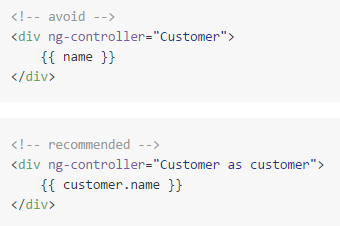 <!-- avoid -->
<div ng-controller="Customer">
    {{ name }}
</div>
<!-- recommended -->
<div ng-controller="Customer as customer">
    {{ customer.name }}
</div>